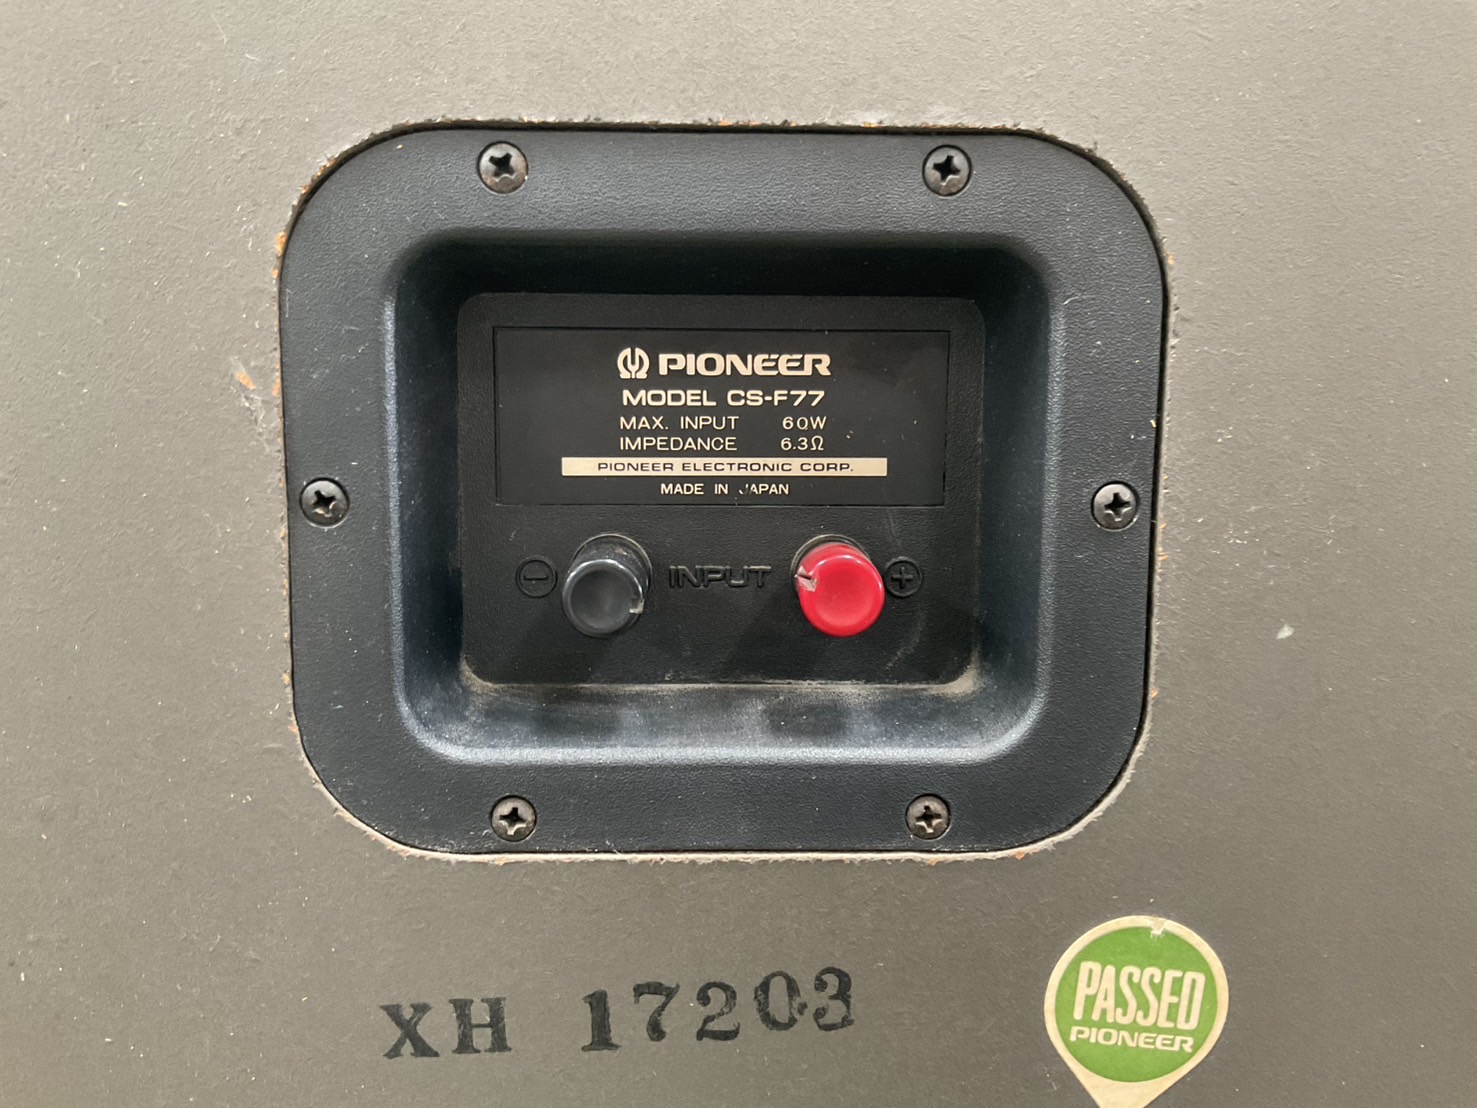 PIONEER
MODEL CS-F77
MAX. INPUT 60W
IMPEDANCE 6.3Ω
PIONEER ELECTRONIC CORP.
MADE IN JAPAN
− INPUT +
XH 17203
PASSED
PIONEER